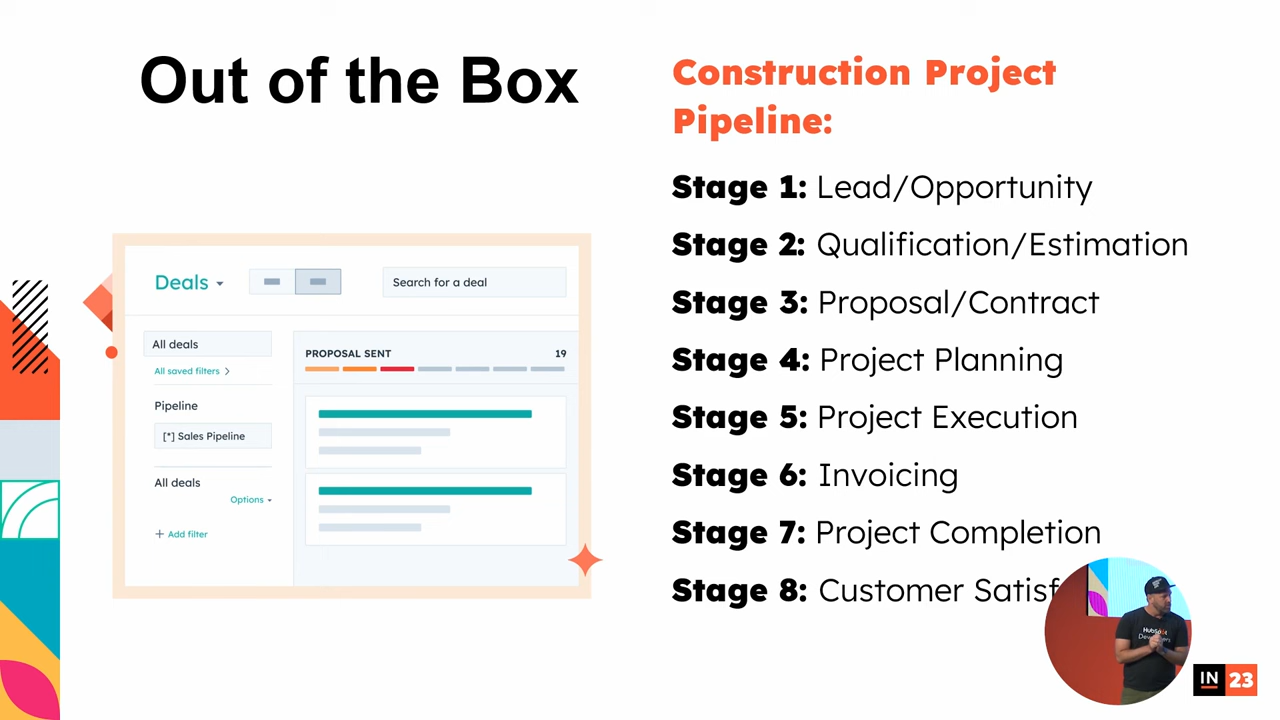 Out of the Box
Construction Project
Pipeline:
Stage 1: Lead/Opportunity
Stage 2: Qualification/Estimation
Stage 3: Proposal/Contract
Stage 4: Project Planning
Stage 5: Project Execution
Stage 6: Invoicing
Stage 7: Project Completion
Stage 8: Customer
Deals
Search for a deal
All deals
All saved filters
Pipeline
[*] Sales Pipeline
All deals
Options
+ Add filter
PROPOSAL SENT 19
HubSpot
IN 23